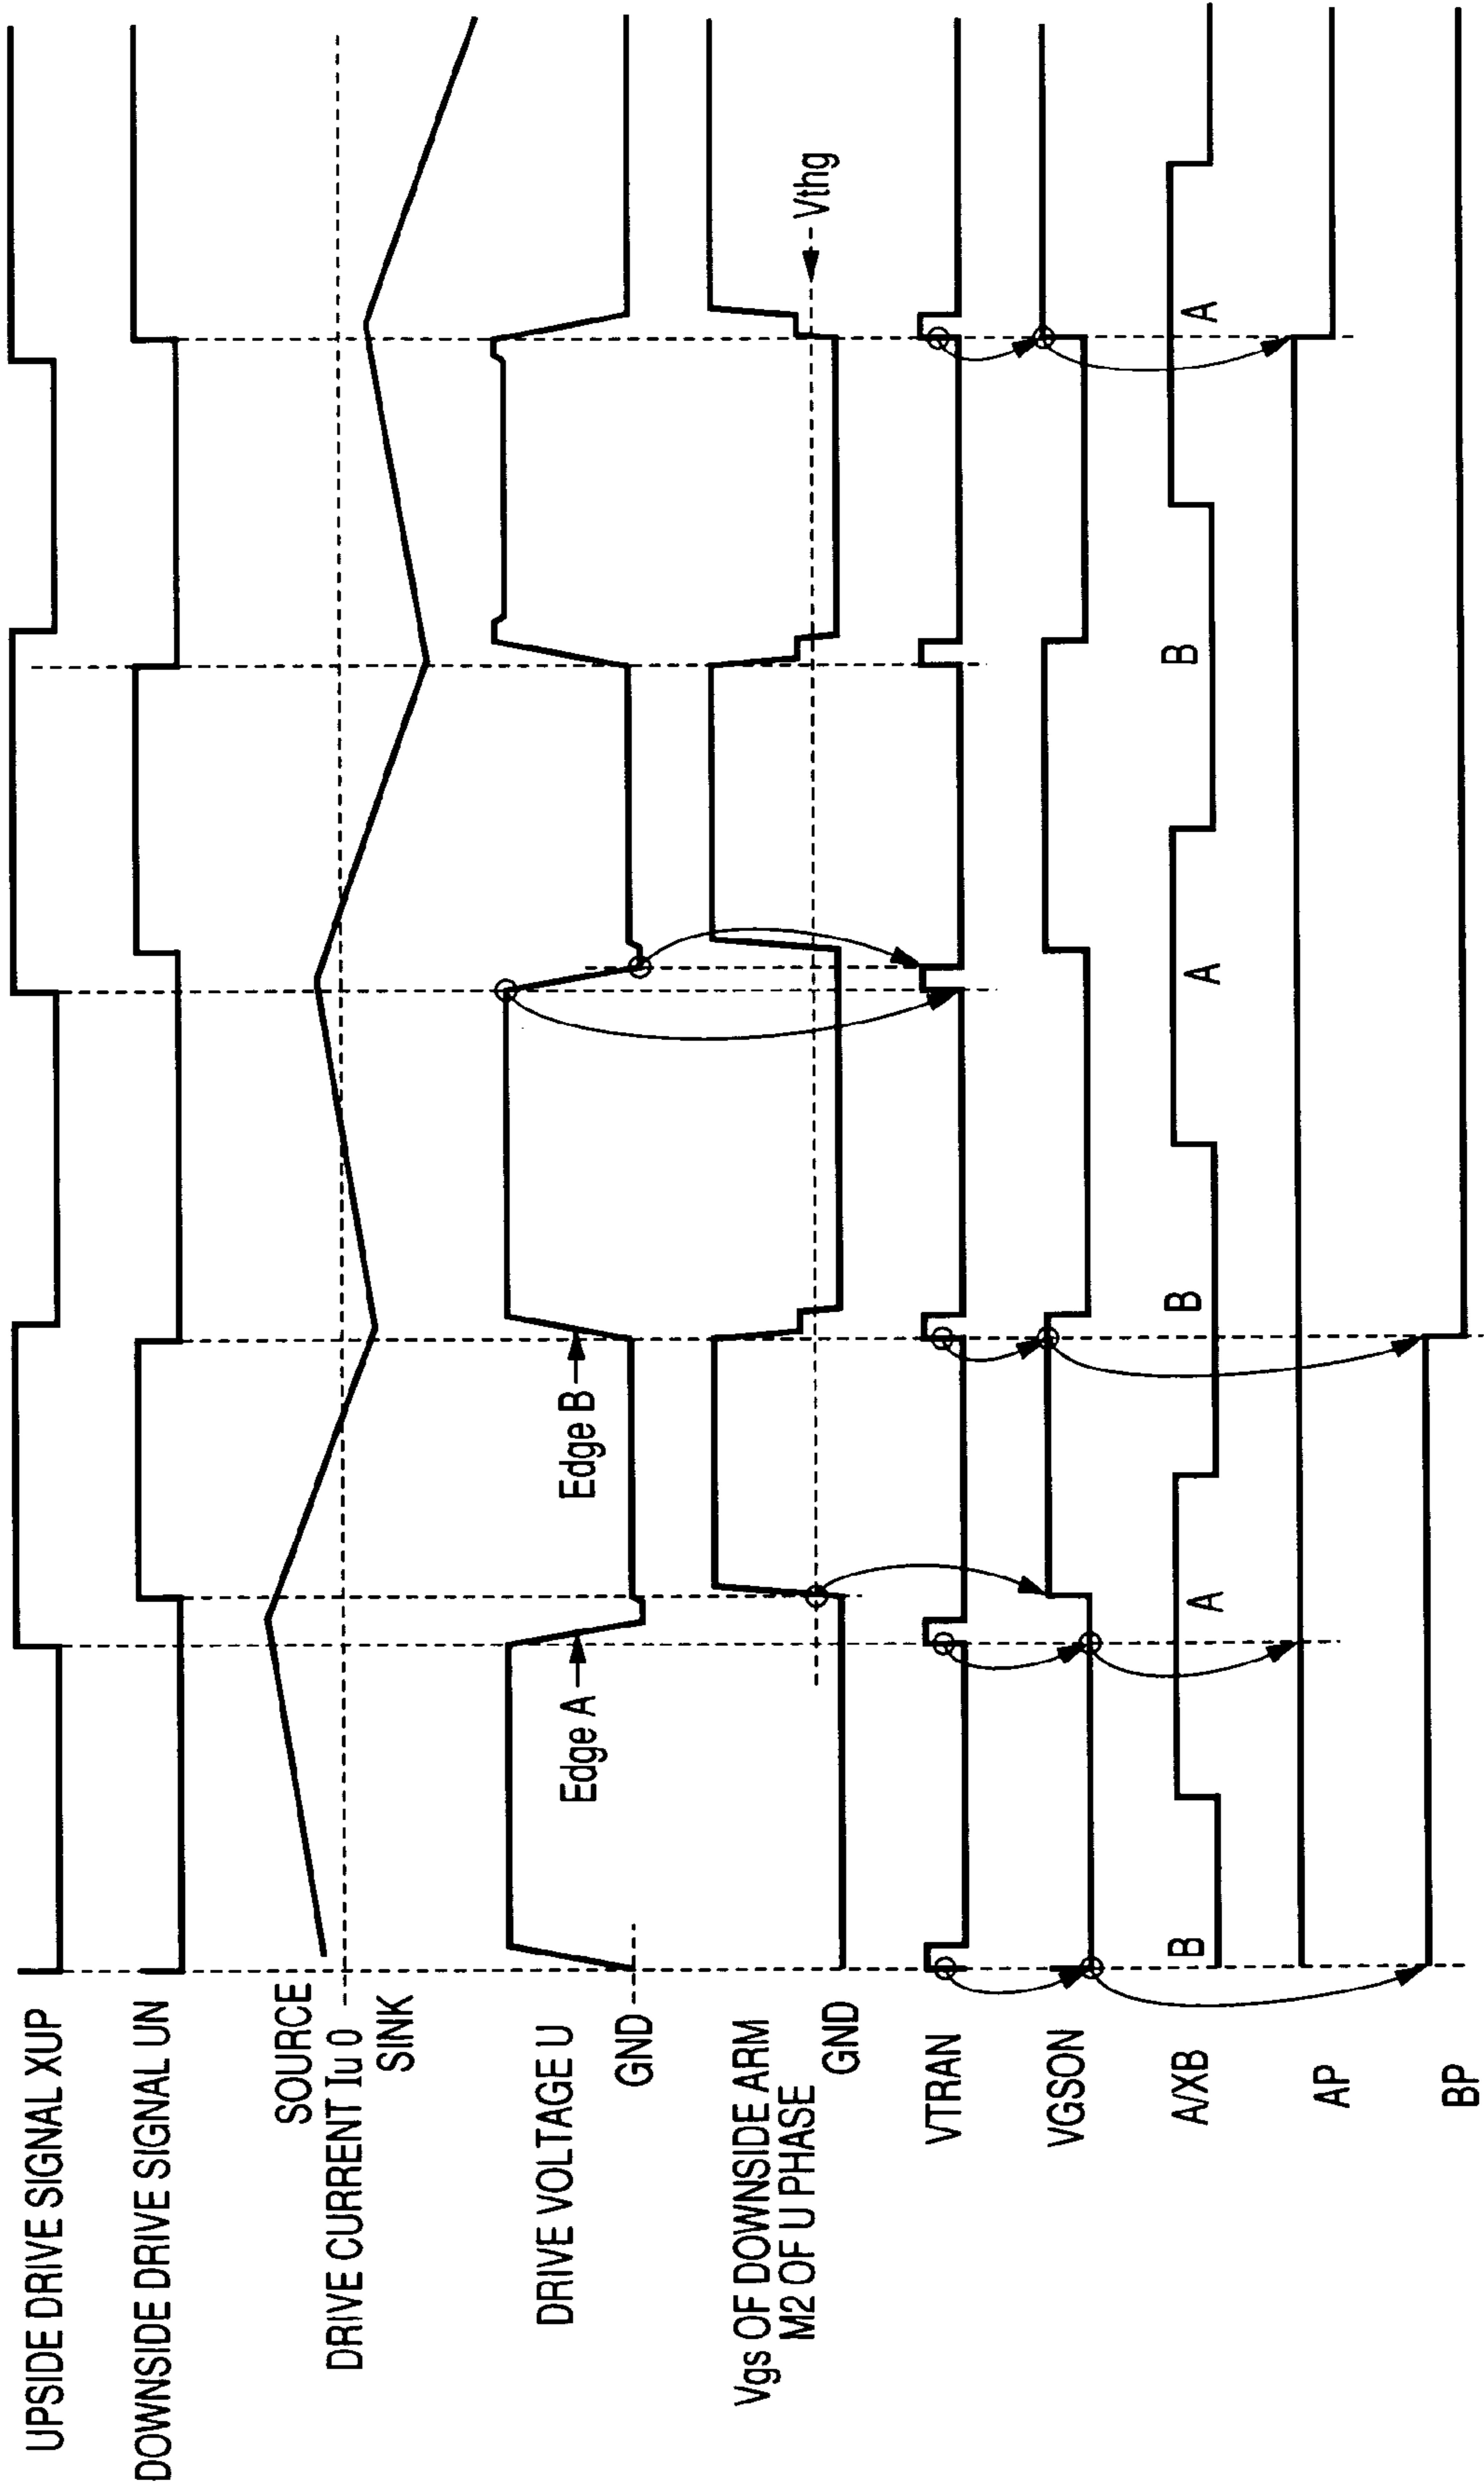 UPSIDE DRIVE SIGNAL XUP
DOWNSIDE DRIVE SIGNAL UN
SOURCE
DRIVE CURRENT Iu 0
SINK
DRIVE VOLTAGE U
GND
Edge A
Edge B
Vgs OF DOWNSIDE ARM
M2 OF U PHASE
GND
Vthg
VTRAN
VGSON
A/XB
B
A
B
A
B
A
AP
BP